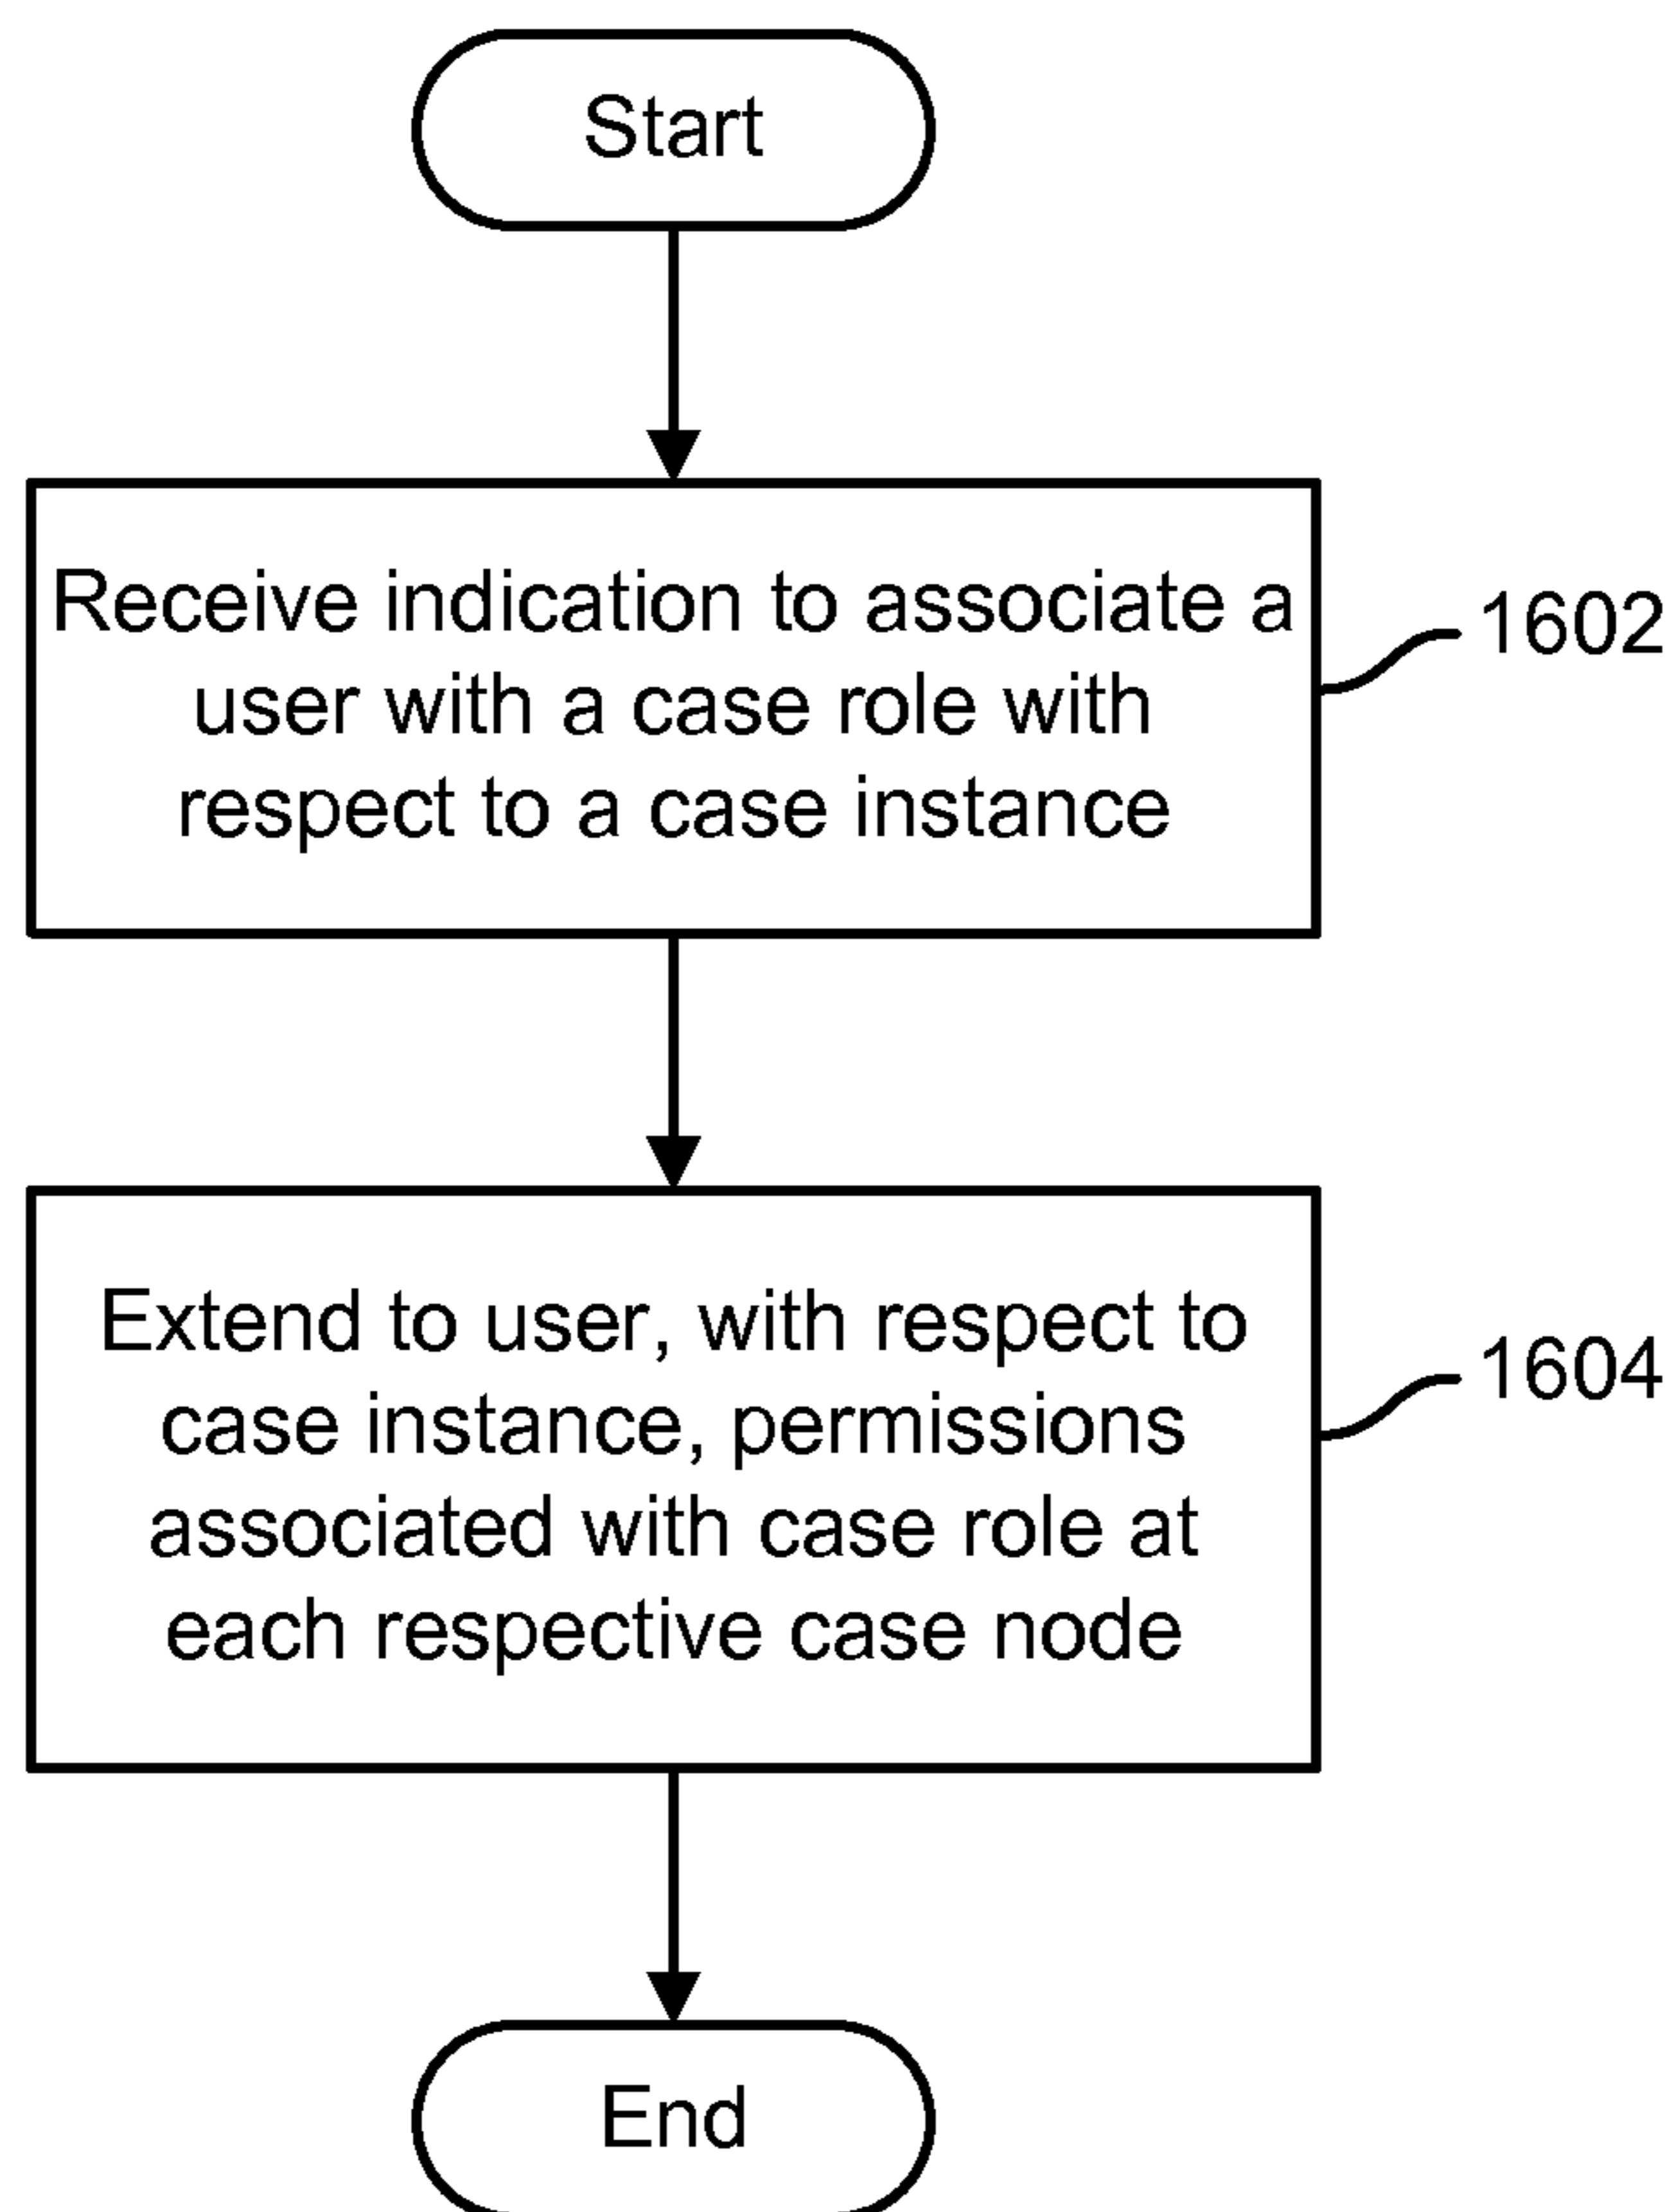 Start
Receive indication to associate a
user with a case role with
respect to a case instance
1602
Extend to user, with respect to
case instance, permissions
associated with case role at
each respective case node
1604
End